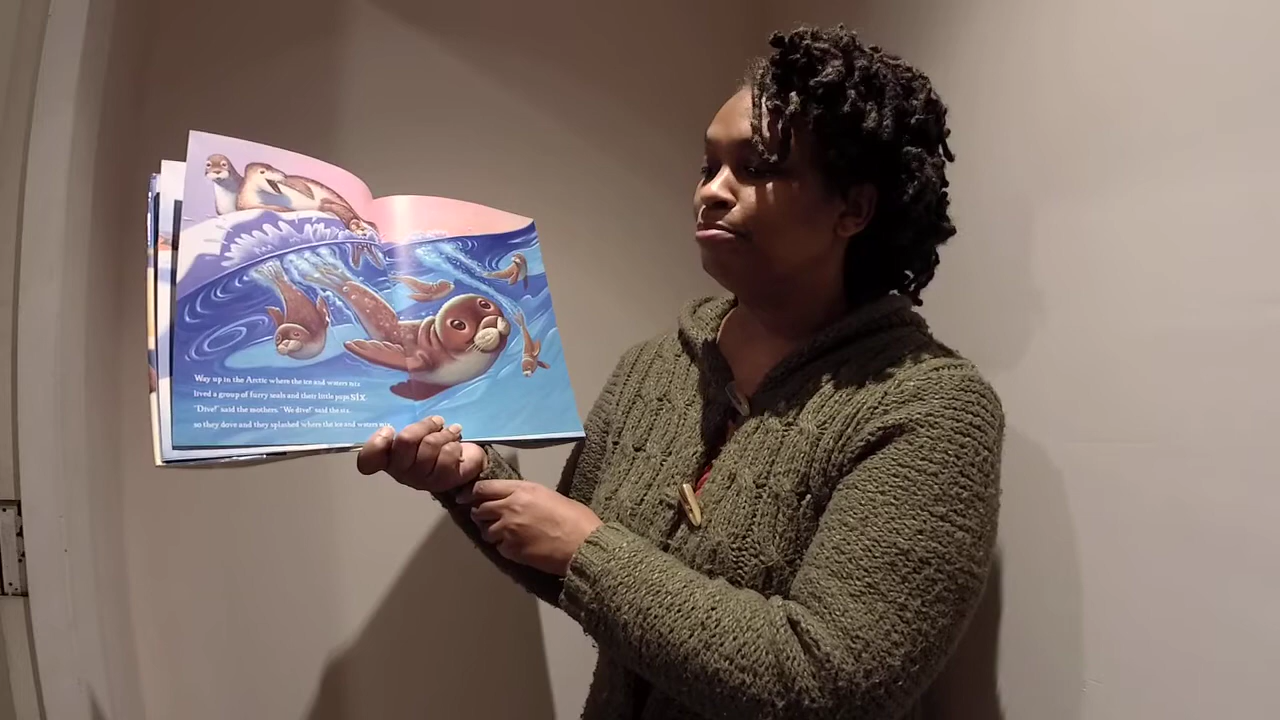 Way up in the Arctic where the ice and waters mix
lived a group of furry seals and their little pups six.
"Dive!" said the mothers. "We dive!" said the six,
so they dove and they splashed where the ice and waters mix.